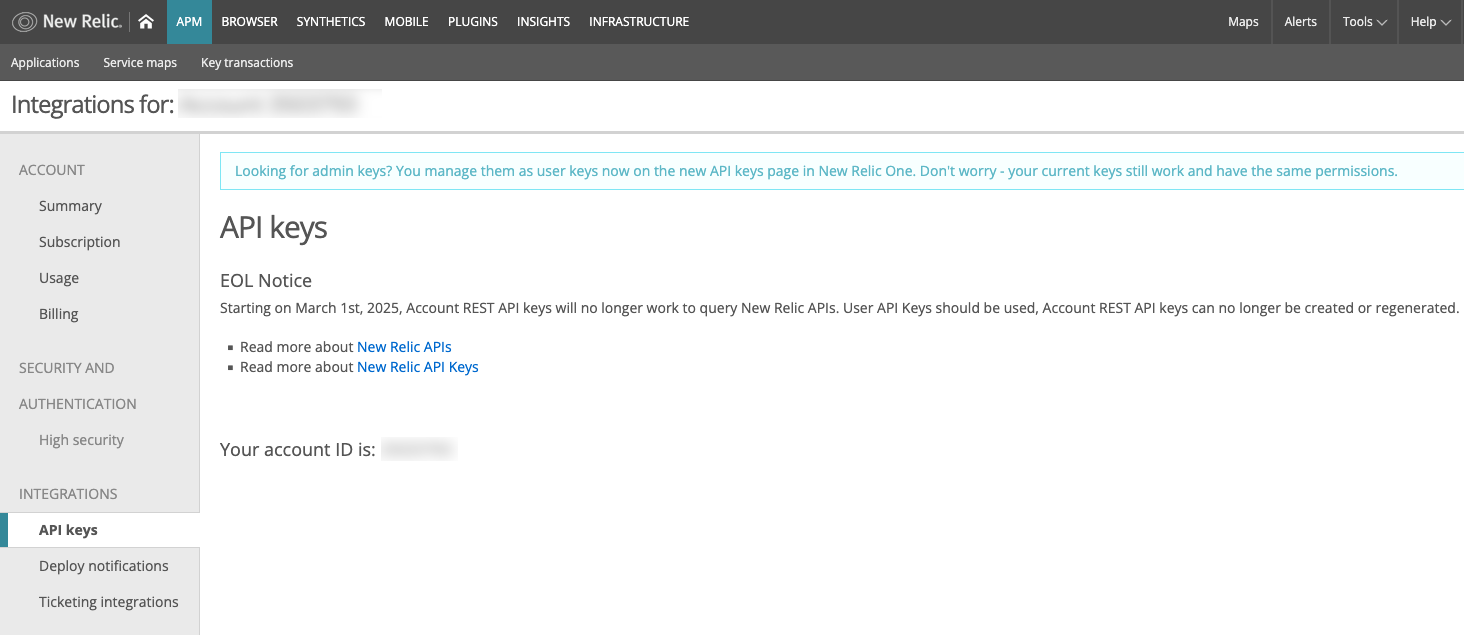 New Relic.
APM BROWSER SYNTHETICS MOBILE PLUGINS INSIGHTS INFRASTRUCTURE
Maps Alerts Tools Help
Applications Service maps Key transactions
Integrations for:
ACCOUNT
Summary
Subscription
Usage
Billing
SECURITY AND
AUTHENTICATION
High security
INTEGRATIONS
API keys
Deploy notifications
Ticketing integrations
Looking for admin keys? You manage them as user keys now on the new API keys page in New Relic One. Don't worry - your current keys still work and have the same permissions.
API keys
EOL Notice
Starting on March 1st, 2025, Account REST API keys will no longer work to query New Relic APIs. User API Keys should be used, Account REST API keys can no longer be created or regenerated.
Read more about New Relic APIs
Read more about New Relic API Keys
Your account ID is: